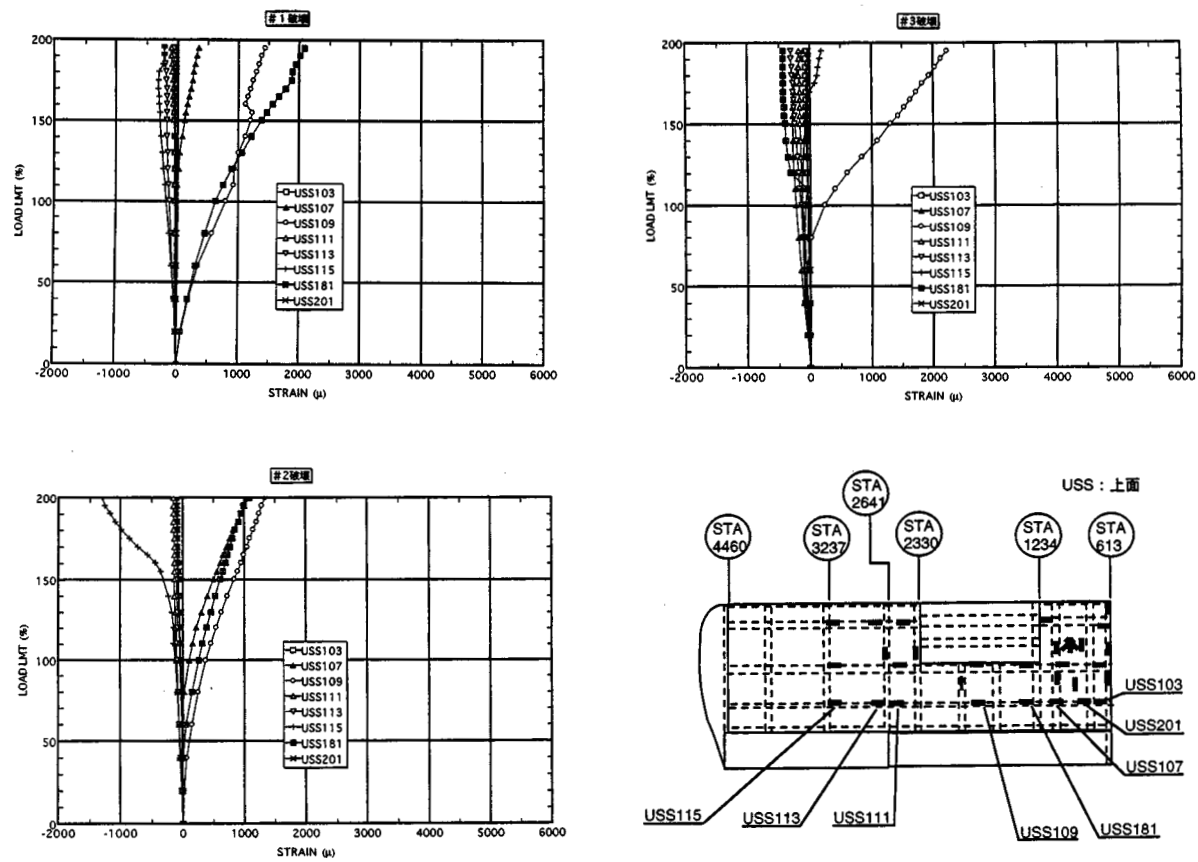 #1破壊
200
150
100
50
0
LOAD LMT (%)
USS103
USS107
USS109
USS111
USS113
USS115
USS181
USS201
-2000 -1000 0 1000 2000 3000 4000 5000 6000
STRAIN (μ)
#3破壊
200
150
100
50
0
LOAD LMT (%)
USS103
USS107
USS109
USS111
USS113
USS115
USS181
USS201
-2000 -1000 0 1000 2000 3000 4000 5000 6000
STRAIN (μ)
#2破壊
200
150
100
50
0
LOAD LMT (%)
USS103
USS107
USS109
USS111
USS113
USS115
USS181
USS201
-2000 -1000 0 1000 2000 3000 4000 5000 6000
STRAIN (μ)
USS : 上面
STA
4460
STA
3237
STA
2641
STA
2330
STA
1234
STA
613
USS103
USS201
USS107
USS115
USS113
USS111
USS109
USS181